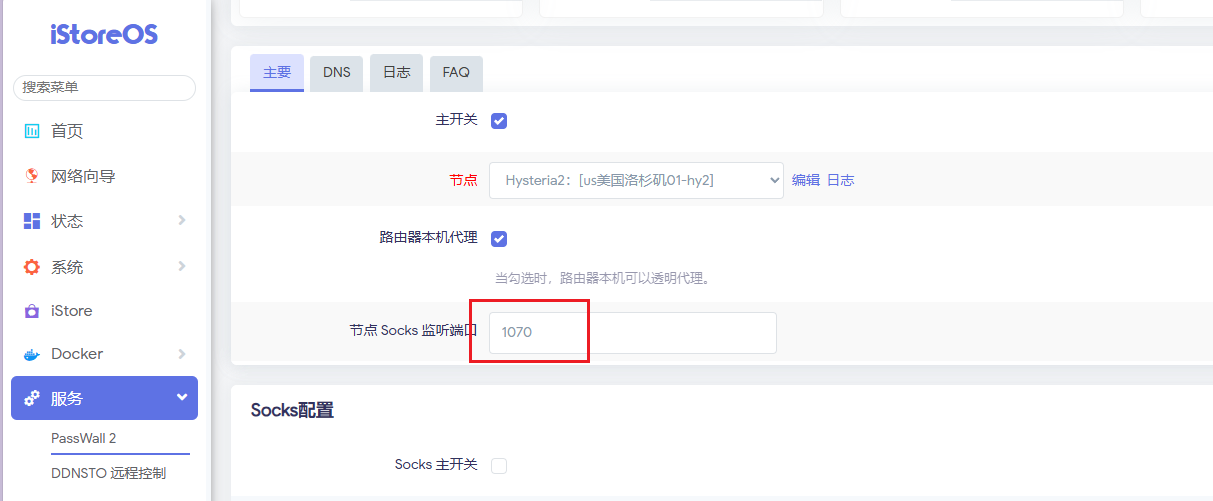 iStoreOS
搜索菜单
首页
网络向导
状态
系统
iStore
Docker
服务
PassWall 2
DDNSTO 远程控制
主要 DNS 日志 FAQ
主开关
节点 Hysteria2：[us美国洛杉矶01-hy2] 编辑 日志
路由器本机代理
当勾选时，路由器本机可以透明代理。
节点 Socks 监听端口 1070
Socks配置
Socks 主开关